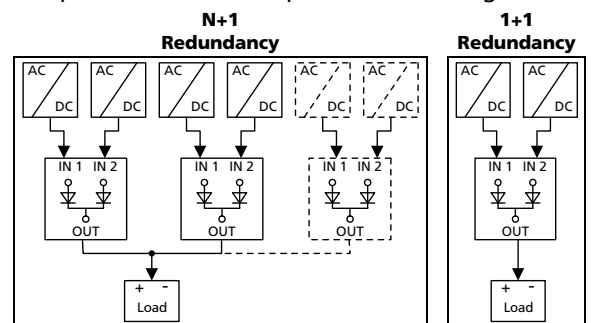 N+1 1+1
Redundancy Redundancy
AC AC AC AC AC AC AC AC
DC DC DC DC DC DC DC DC
IN 1 IN 2 IN 1 IN 2 IN 1 IN 2 IN 1 IN 2
OUT OUT OUT OUT
+ - + -
Load Load